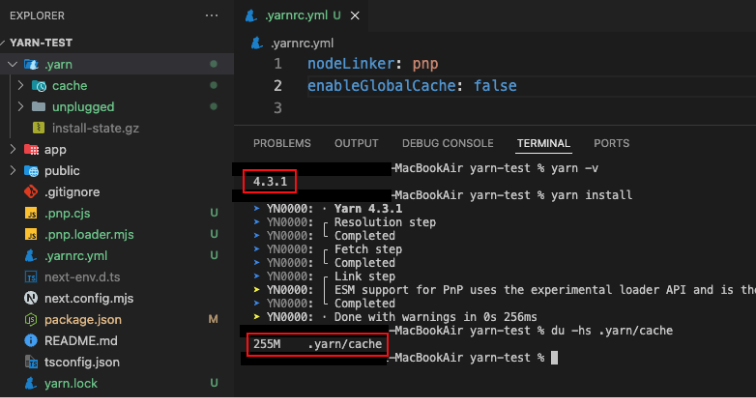 EXPLORER
YARN-TEST
.yarn
cache
unplugged
install-state.gz
app
public
.gitignore
.pnp.cjs U
.pnp.loader.mjs U
.yarnrc.yml U
next-env.d.ts
next.config.mjs
package.json M
README.md
tsconfig.json
yarn.lock U
.yarnrc.yml U
.yarnrc.yml
1 nodeLinker: pnp
2 enableGlobalCache: false
3
PROBLEMS OUTPUT DEBUG CONSOLE TERMINAL PORTS
-MacBookAir yarn-test % yarn -v
4.3.1
-MacBookAir yarn-test % yarn install
➤ YN0000: · Yarn 4.3.1
➤ YN0000: ┌ Resolution step
➤ YN0000: └ Completed
➤ YN0000: ┌ Fetch step
➤ YN0000: └ Completed
➤ YN0000: ┌ Link step
➤ YN0000: │ ESM support for PnP uses the experimental loader API and is the
➤ YN0000: └ Completed
➤ YN0000: · Done with warnings in 0s 256ms
-MacBookAir yarn-test % du -hs .yarn/cache
255M .yarn/cache
-MacBookAir yarn-test %